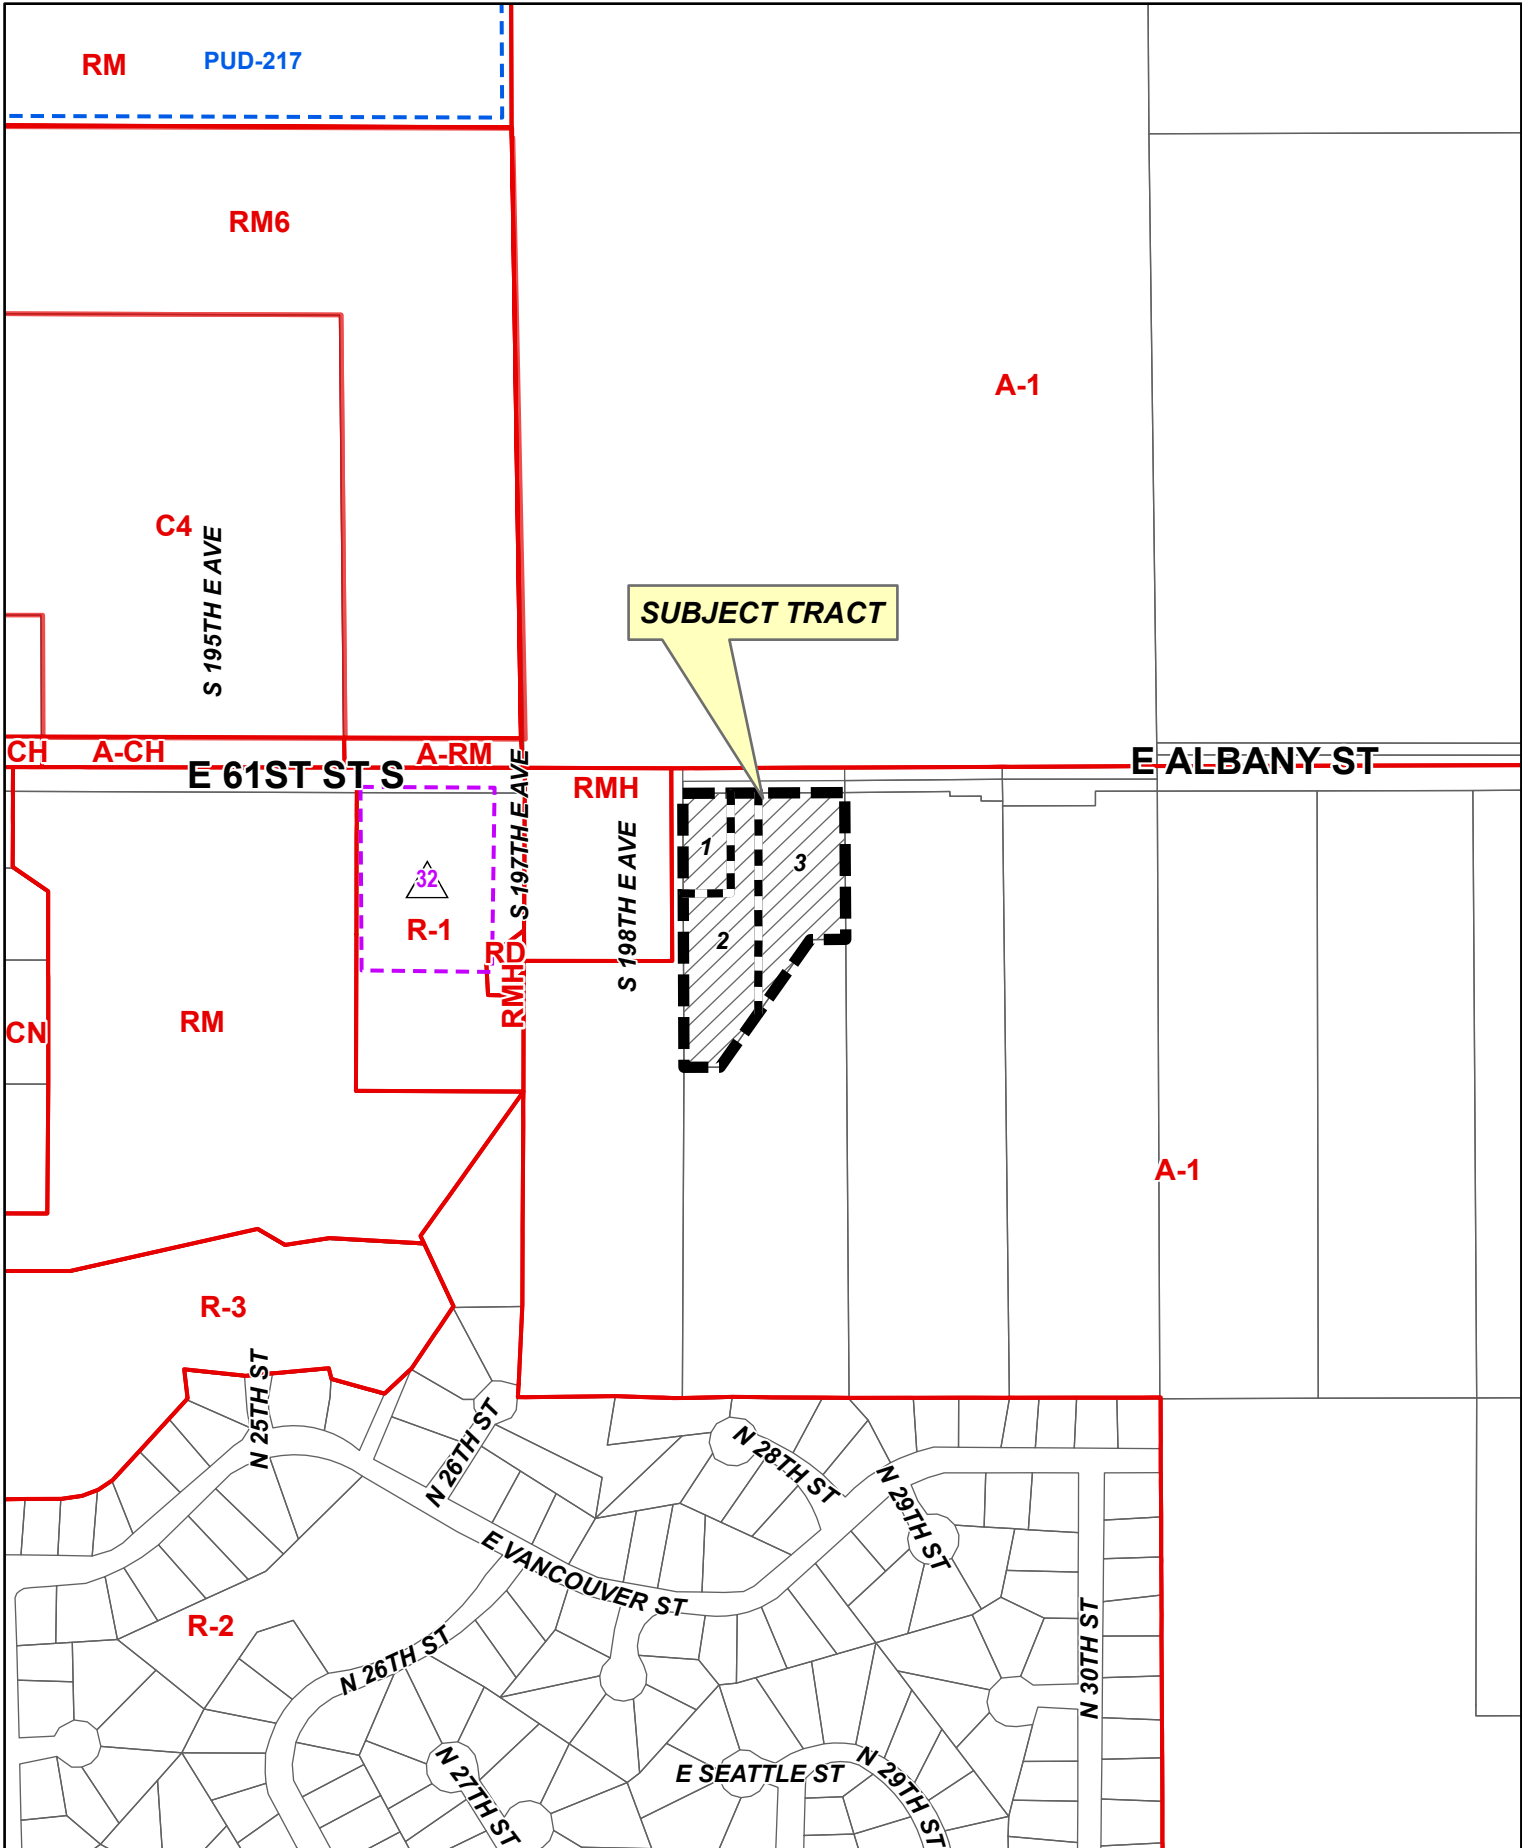 RM
PUD-217
RM6
A-1
C4
S 195TH E AVE
SUBJECT TRACT
CH
A-CH
A-RM
E 61ST ST S
S 197TH E AVE
E ALBANY ST
RMH
S 198TH E AVE
1
3
32
R-1
2
RD
RMH
RM
CN
A-1
R-3
N 25TH ST
N 26TH ST
N 28TH ST
N 29TH ST
E VANCOUVER ST
R-2
N 26TH ST
N 30TH ST
N 27TH ST
E SEATTLE ST
N 29TH ST